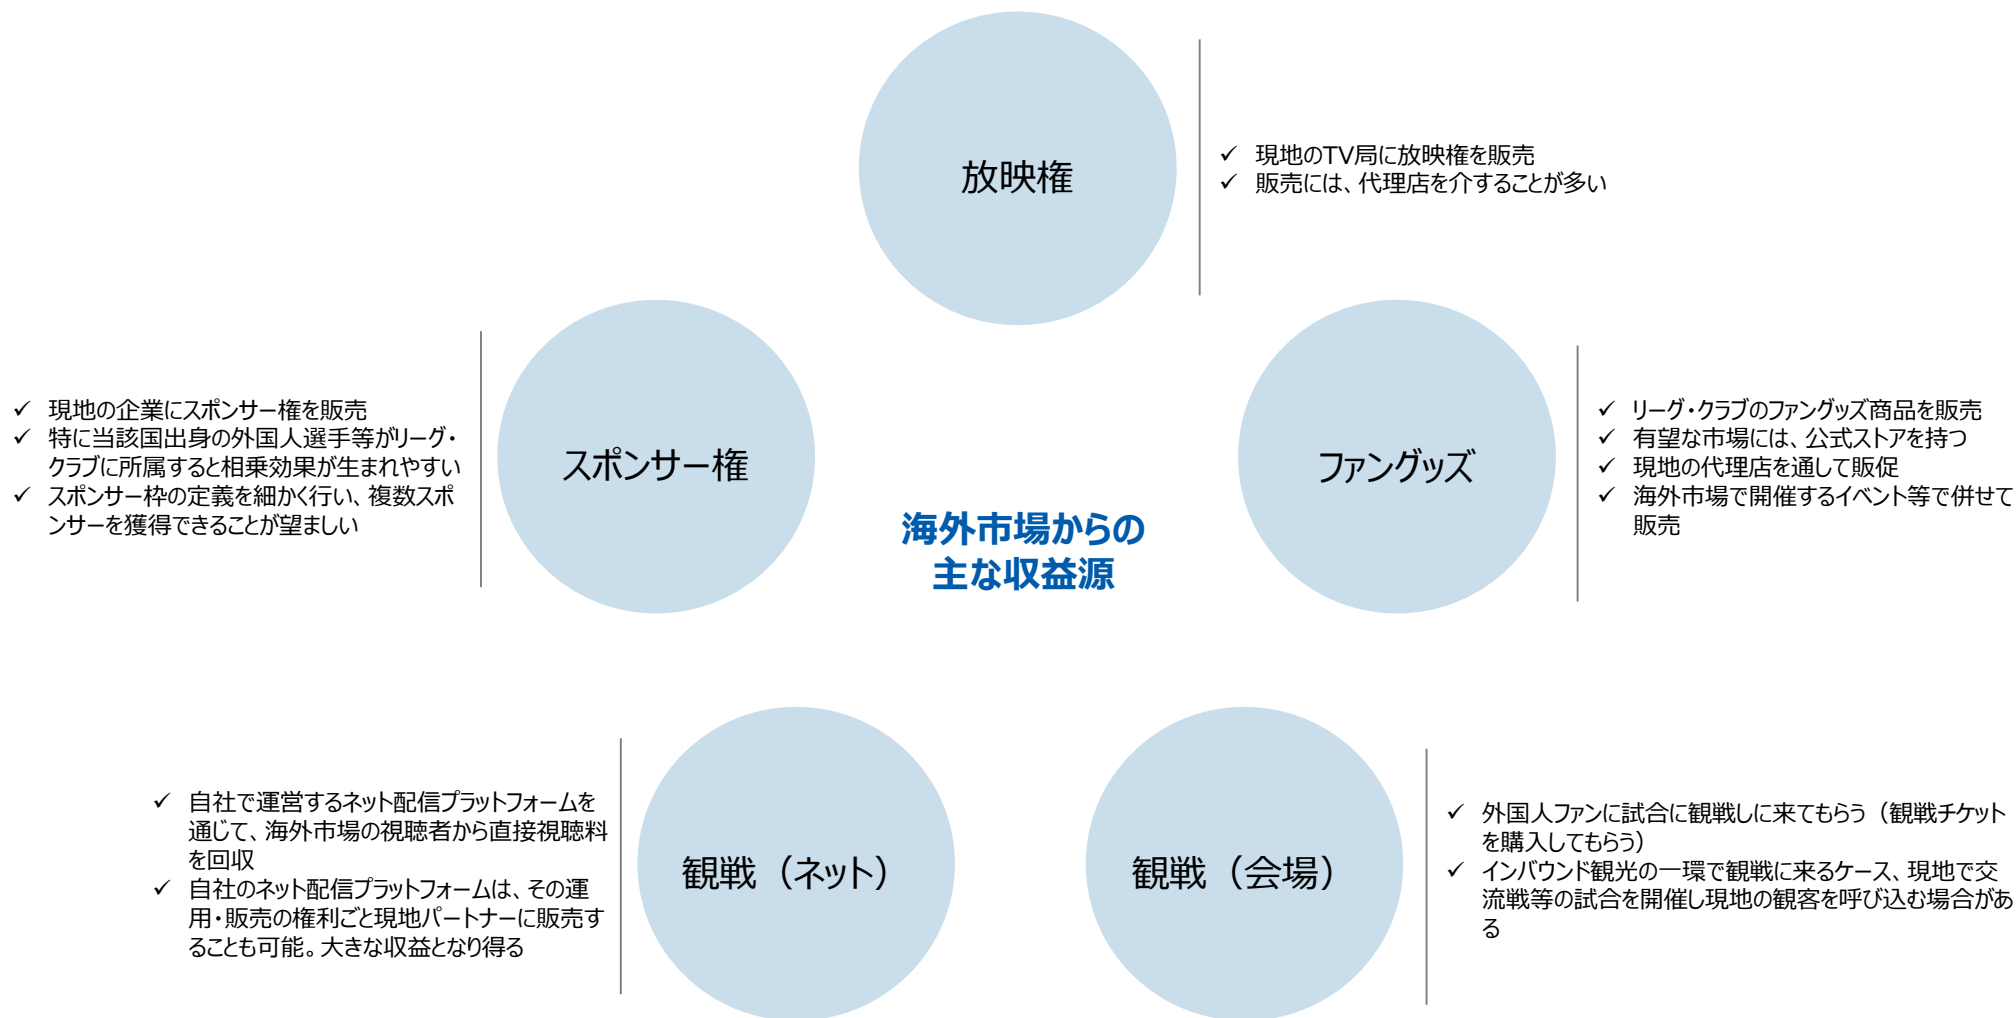 放映権
✓ 現地のTV局に放映権を販売
✓ 販売には、代理店を介することが多い
スポンサー権
✓ 現地の企業にスポンサー権を販売
✓ 特に当該国出身の外国人選手等がリーグ・
クラブに所属すると相乗効果が生まれやすい
✓ スポンサー枠の定義を細かく行い、複数スポ
ンサーを獲得できることが望ましい
ファングッズ
✓ リーグ・クラブのファングッズ商品を販売
✓ 有望な市場には、公式ストアを持つ
✓ 現地の代理店を通して販促
✓ 海外市場で開催するイベント等で併せて
販売
海外市場からの
主な収益源
観戦（ネット）
✓ 自社で運営するネット配信プラットフォームを
通じて、海外市場の視聴者から直接視聴料
を回収
✓ 自社のネット配信プラットフォームは、その運
用・販売の権利ごと現地パートナーに販売す
ることも可能。大きな収益となり得る
観戦（会場）
✓ 外国人ファンに試合に観戦しに来てもらう（観戦チケット
を購入してもらう）
✓ インバウンド観光の一環で観戦に来るケース、現地で交
流戦等の試合を開催し現地の観客を呼び込む場合があ
る